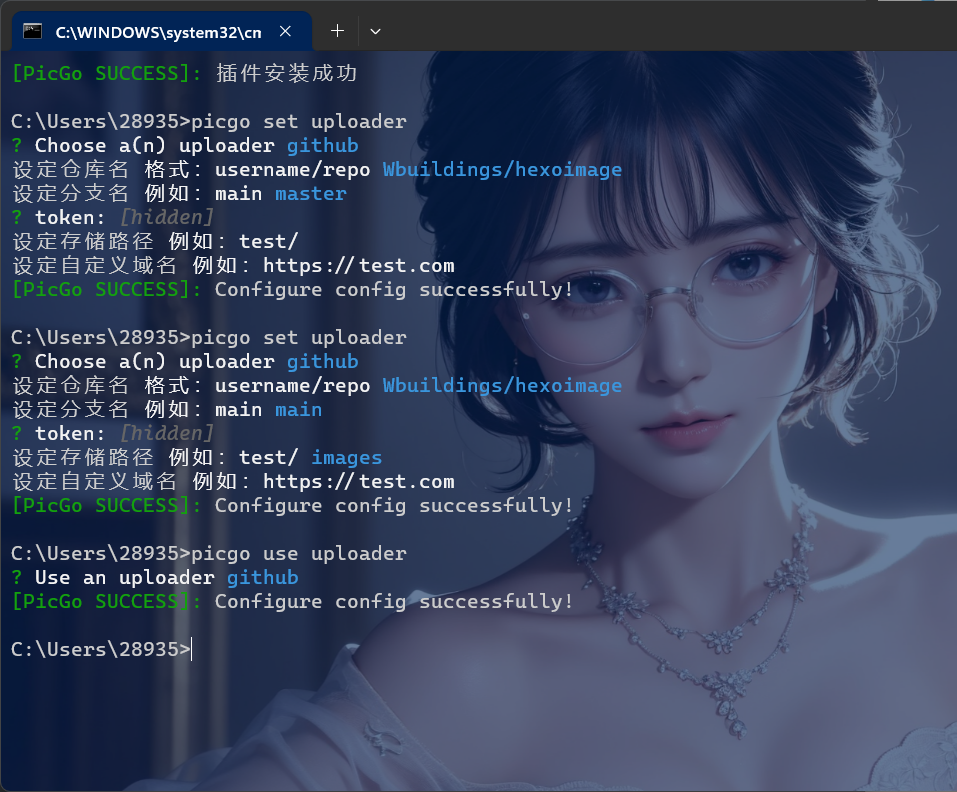 C:\WINDOWS\system32\cn
[PicGo SUCCESS]: 插件安装成功
C:\Users\28935>picgo set uploader
? Choose a(n) uploader github
设定仓库名 格式：username/repo Wbuildings/hexoimage
设定分支名 例如：main master
? token: [hidden]
设定存储路径 例如：test/
设定自定义域名 例如：https://test.com
[PicGo SUCCESS]: Configure config successfully!
C:\Users\28935>picgo set uploader
? Choose a(n) uploader github
设定仓库名 格式：username/repo Wbuildings/hexoimage
设定分支名 例如：main main
? token: [hidden]
设定存储路径 例如：test/ images
设定自定义域名 例如：https://test.com
[PicGo SUCCESS]: Configure config successfully!
C:\Users\28935>picgo use uploader
? Use an uploader github
[PicGo SUCCESS]: Configure config successfully!
C:\Users\28935>